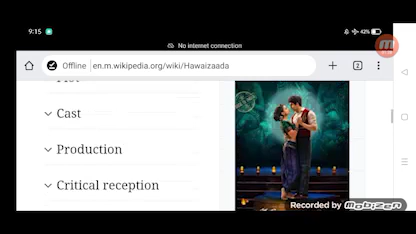 9:15
42%
No internet connection
Offline en.m.wikipedia.org/wiki/Hawaizaada
2
Cast
Production
Critical reception
Recorded by MOBIZEN